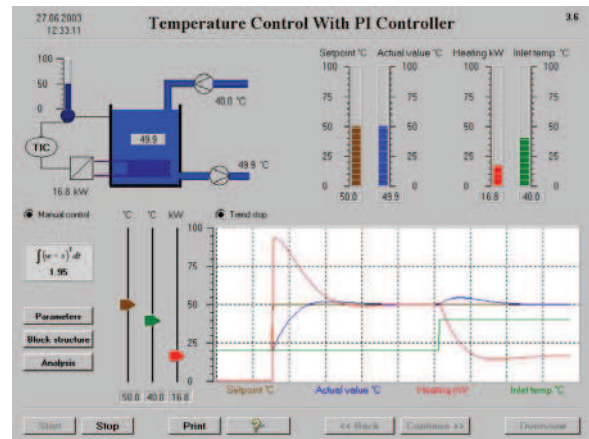 27.06.2003
12:33:11
Temperature Control With PI Controller
3.6
100
50
0
TIC
49.9
40.0 °C
49.9 °C
16.8 kW
Setpoint °C Actual value °C Heating kW Inlet temp. °C
100 100 100 100
75 75 75 75
50 50 50 50
25 25 25 25
0 0 0 0
50.0 49.9 16.8 40.0
Manual control
°C °C kW
Trend stop
100
75
50
25
0
∫(w - x)² dt
1.95
Parameters
Block structure
Analysis
50.0 40.0 16.8
Setpoint °C Actual value °C Heating kW Inlet temp. °C
Start Stop Print ? << Back Continue >> Overview